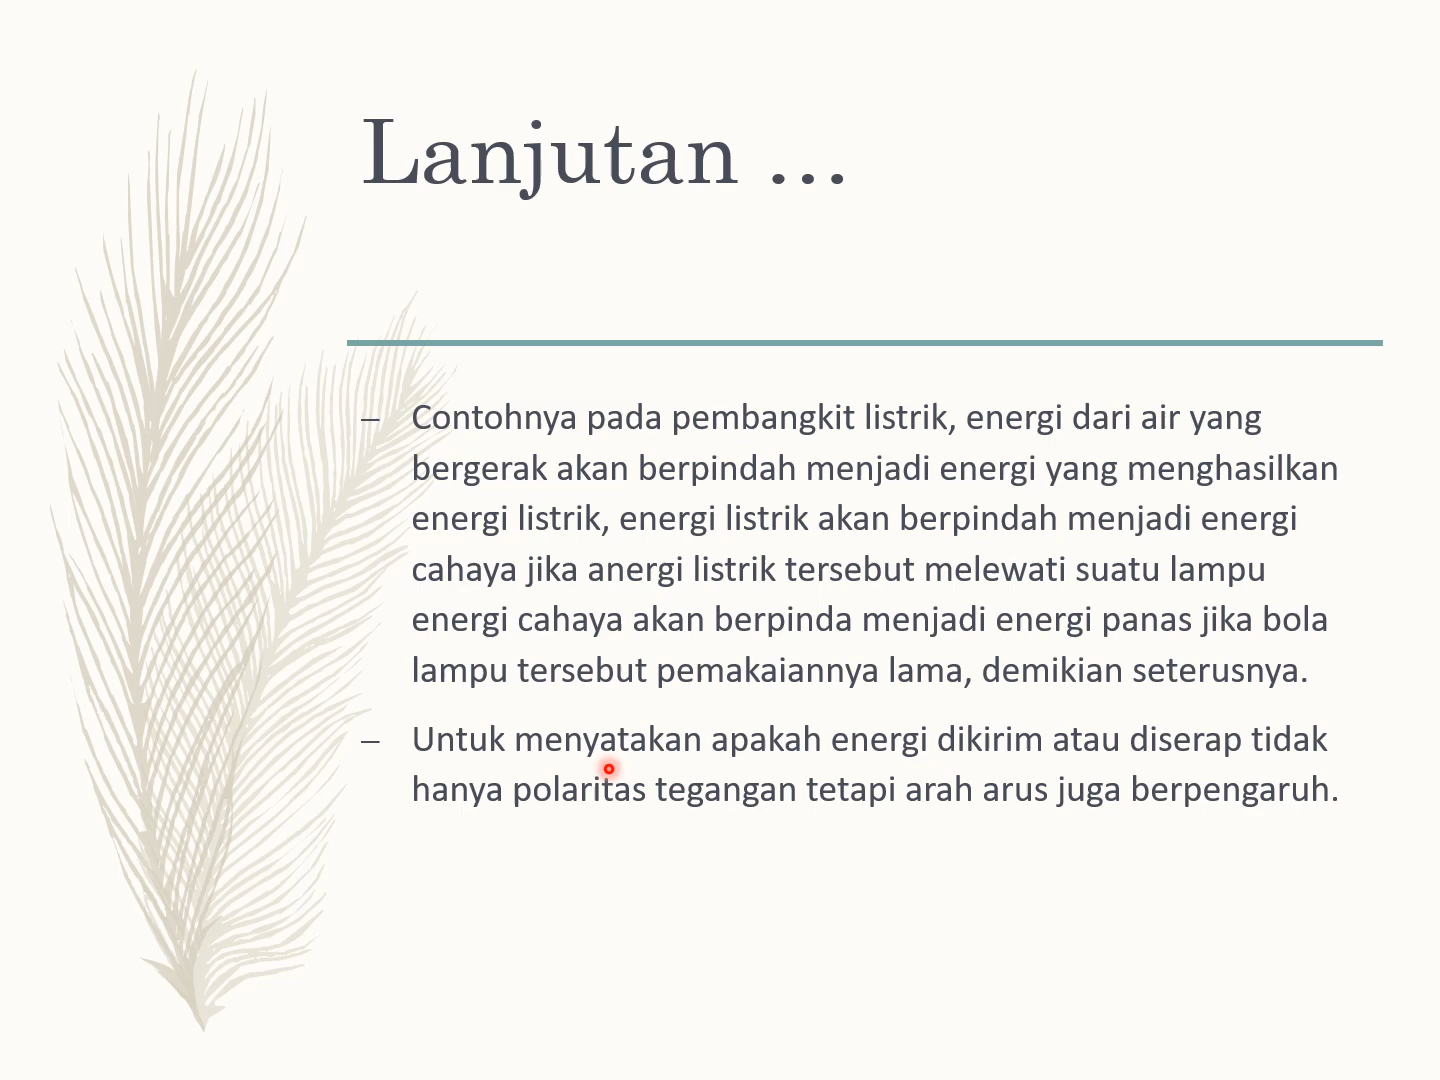 Lanjutan ...
– Contohnya pada pembangkit listrik, energi dari air yang
bergerak akan berpindah menjadi energi yang menghasilkan
energi listrik, energi listrik akan berpindah menjadi energi
cahaya jika anergi listrik tersebut melewati suatu lampu
energi cahaya akan berpinda menjadi energi panas jika bola
lampu tersebut pemakaiannya lama, demikian seterusnya.
– Untuk menyatakan apakah energi dikirim atau diserap tidak
hanya polaritas tegangan tetapi arah arus juga berpengaruh.